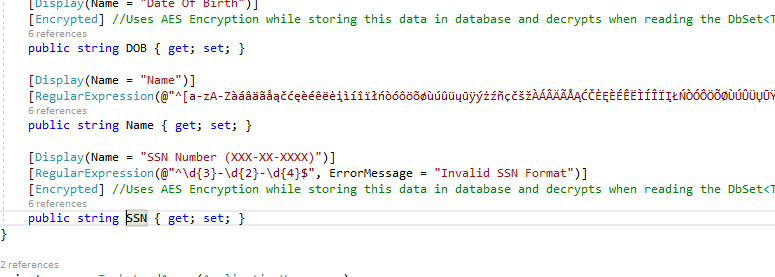 [Display(Name = "Date Of Birth")]
[Encrypted] //Uses AES Encryption while storing this data in database and decrypts when reading the DbSet<T
6 references
public string DOB { get; set; }
[Display(Name = "Name")]
[RegularExpression(@"^[a-zA-ZàáâäãåąčćęèéêëėįìíîïłńòóôöõøùúûüųūÿýżźñçčšžÀÁÂÄÃÅĄĆČĖĘÈÉÊËÌÍÎÏĮŁŃÒÓÔÖÕØÙÚÛÜŲŪŸ
6 references
public string Name { get; set; }
[Display(Name = "SSN Number (XXX-XX-XXXX)")]
[RegularExpression(@"^\d{3}-\d{2}-\d{4}$", ErrorMessage = "Invalid SSN Format")]
[Encrypted] //Uses AES Encryption while storing this data in database and decrypts when reading the DbSet<T
6 references
public string SSN { get; set; }
}
2 references